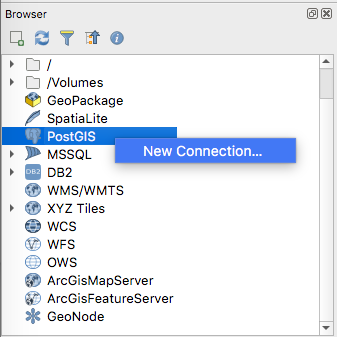 Browser
/
/Volumes
GeoPackage
SpatiaLite
PostGIS
New Connection...
MSSQL
DB2 DB2
WMS/WMTS
XYZ Tiles
WCS
WFS
OWS
ArcGisMapServer
ArcGisFeatureServer
GeoNode